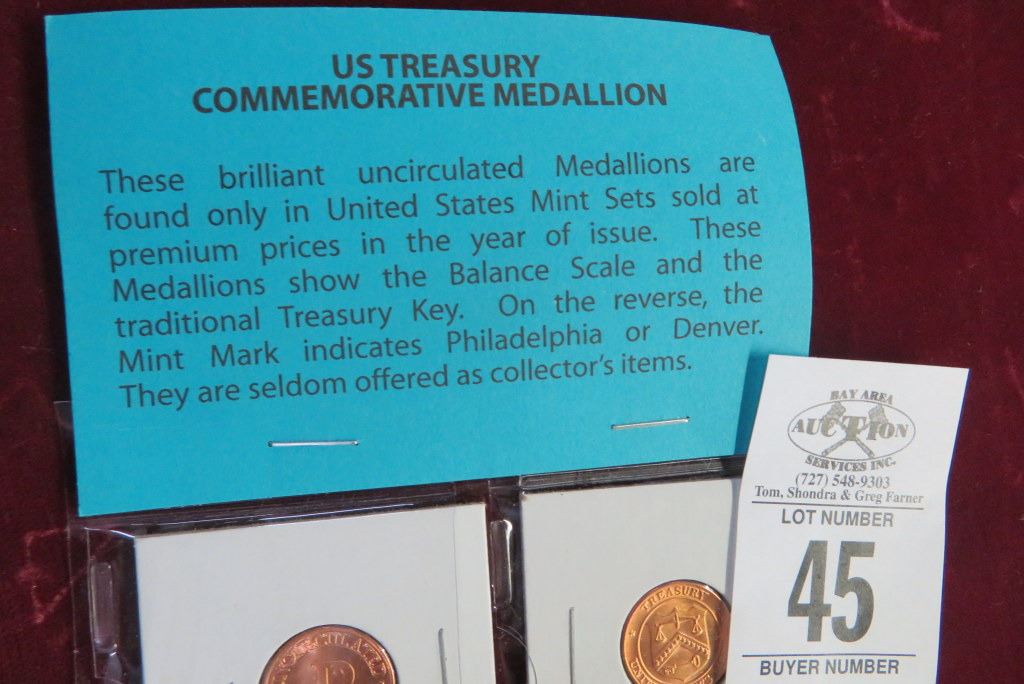 US TREASURY
COMMEMORATIVE MEDALLION
These brilliant uncirculated Medallions are
found only in United States Mint Sets sold at
premium prices in the year of issue. These
Medallions show the Balance Scale and the
traditional Treasury Key. On the reverse, the
Mint Mark indicates Philadelphia or Denver.
They are seldom offered as collector's items.
BAY AREA
AUCTION
SERVICES INC.
(727) 548-9303
Tom, Shondra & Greg Farner
LOT NUMBER
45
BUYER NUMBER
TREASURY